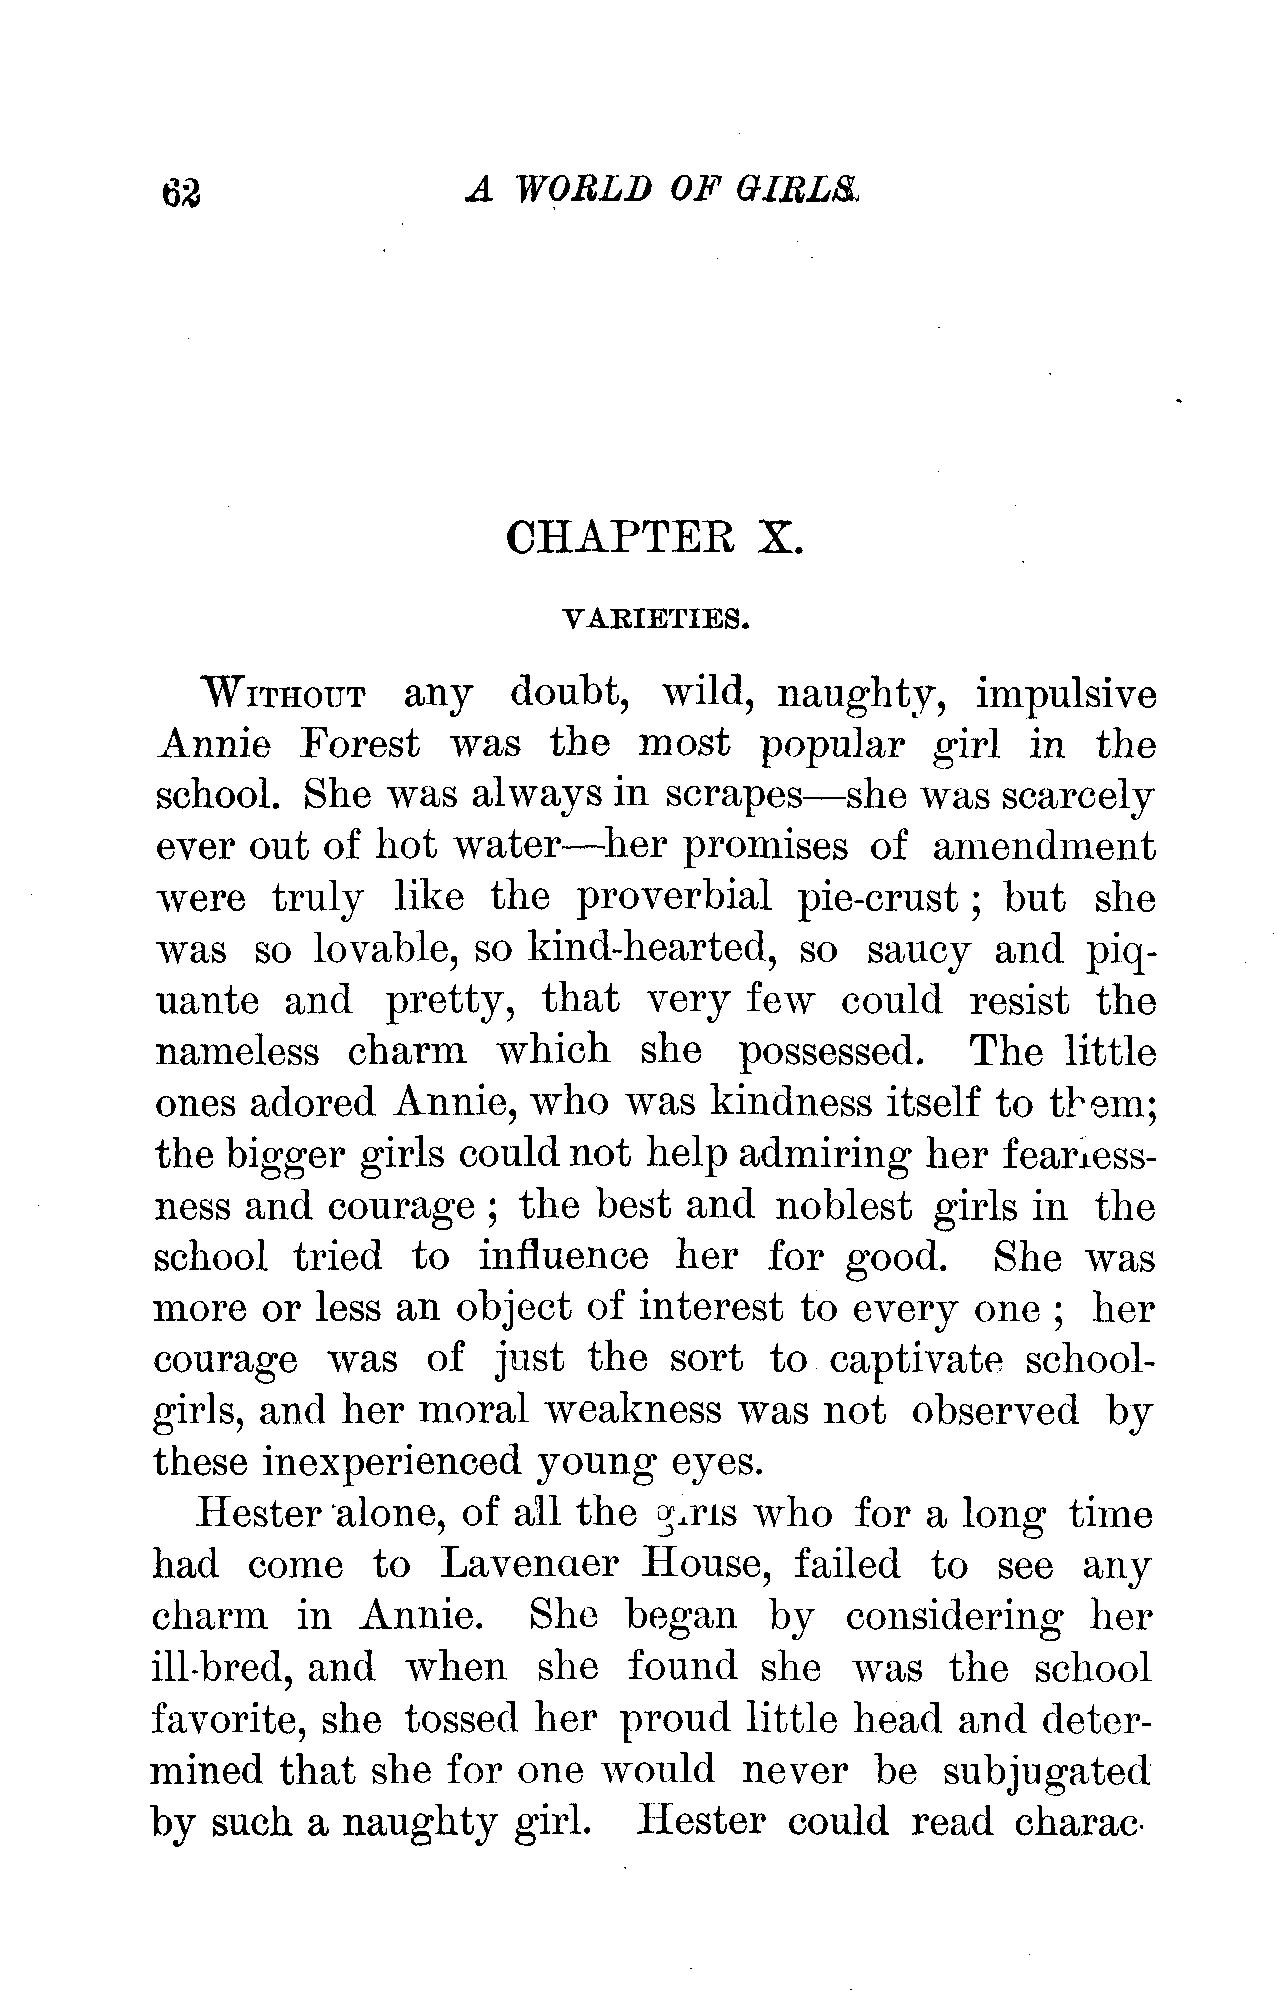 62 A WORLD OF GIRLS.
CHAPTER X.
VARIETIES.
WITHOUT any doubt, wild, naughty, impulsive
Annie Forest was the most popular girl in the
school. She was always in scrapes—she was scarcely
ever out of hot water—her promises of amendment
were truly like the proverbial pie-crust ; but she
was so lovable, so kind-hearted, so saucy and piq-
uante and pretty, that very few could resist the
nameless charm which she possessed. The little
ones adored Annie, who was kindness itself to them;
the bigger girls could not help admiring her fearless-
ness and courage ; the best and noblest girls in the
school tried to influence her for good. She was
more or less an object of interest to every one ; her
courage was of just the sort to captivate school-
girls, and her moral weakness was not observed by
these inexperienced young eyes.
Hester alone, of all the girls who for a long time
had come to Lavender House, failed to see any
charm in Annie. She began by considering her
ill-bred, and when she found she was the school
favorite, she tossed her proud little head and deter-
mined that she for one would never be subjugated
by such a naughty girl. Hester could read charac-